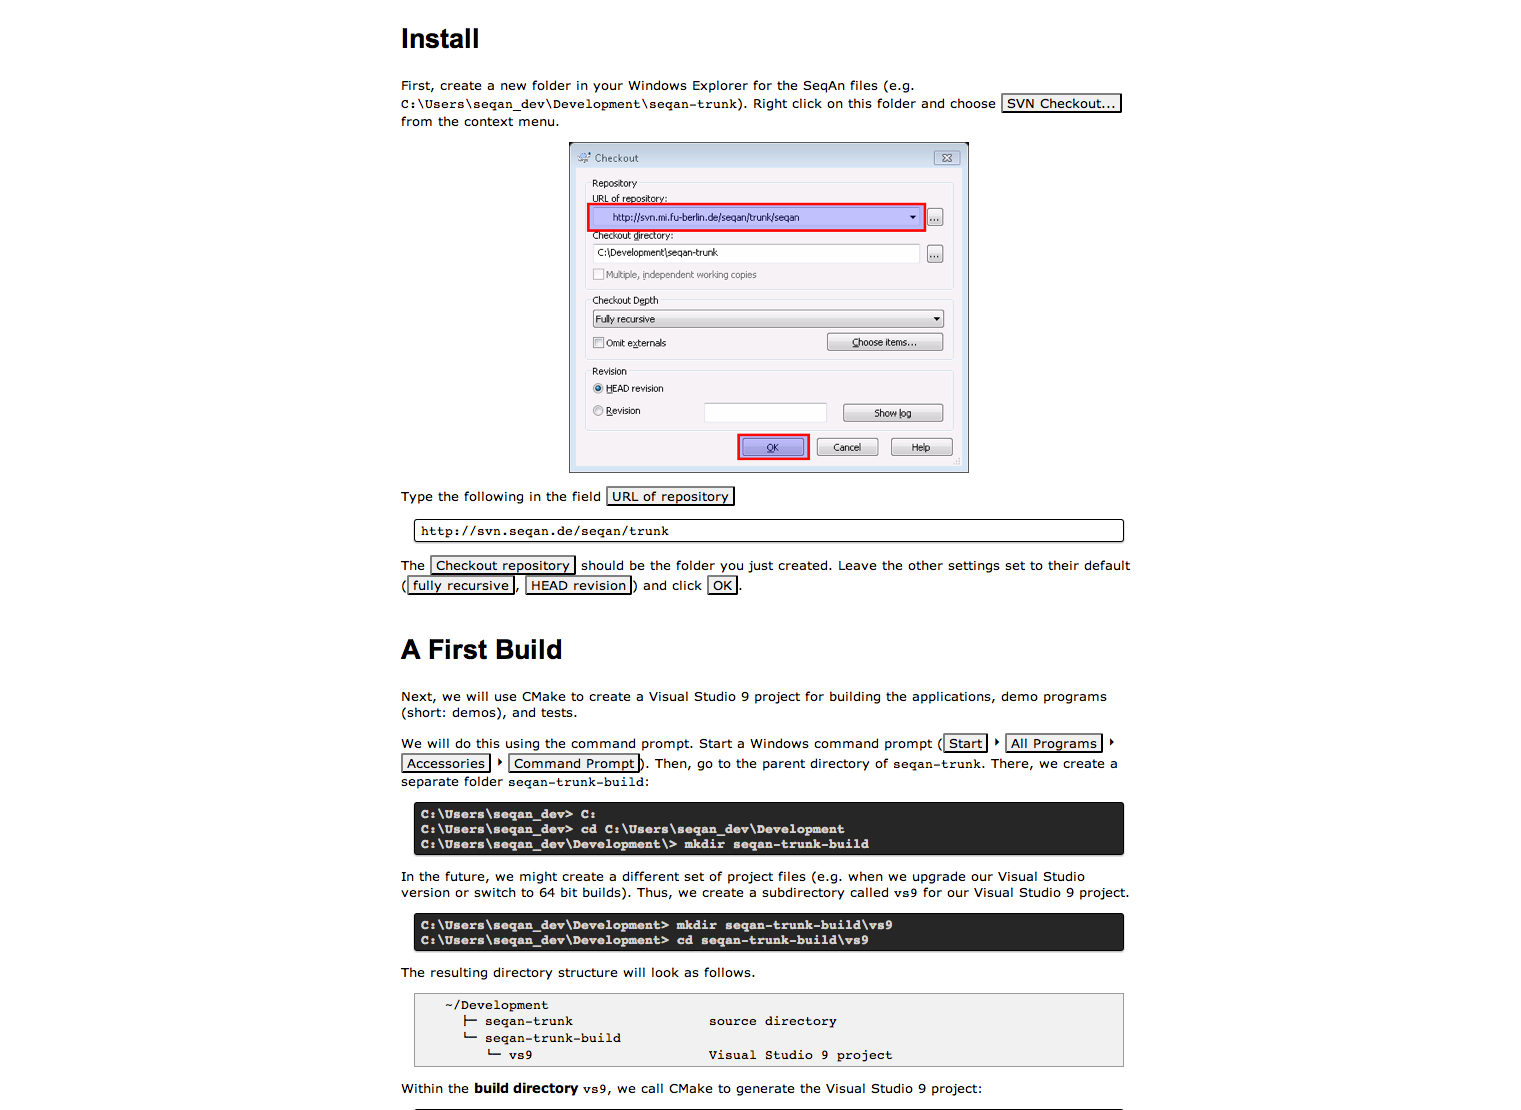 Install
First, create a new folder in your Windows Explorer for the SeqAn files (e.g.
C:\Users\seqan_dev\Development\seqan-trunk). Right click on this folder and choose SVN Checkout...
from the context menu.
Checkout
Repository
URL of repository:
http://svn.mi.fu-berlin.de/seqan/trunk/seqan ...
Checkout directory:
C:\Development\seqan-trunk ...
Multiple, independent working copies
Checkout Depth
Fully recursive
Omit externals Choose items...
Revision
HEAD revision
Revision Show log
OK Cancel Help
Type the following in the field URL of repository
http://svn.seqan.de/seqan/trunk
The Checkout repository should be the folder you just created. Leave the other settings set to their default
(fully recursive, HEAD revision) and click OK.
A First Build
Next, we will use CMake to create a Visual Studio 9 project for building the applications, demo programs
(short: demos), and tests.
We will do this using the command prompt. Start a Windows command prompt (Start ‣ All Programs ‣
Accessories ‣ Command Prompt). Then, go to the parent directory of seqan-trunk. There, we create a
separate folder seqan-trunk-build:
C:\Users\seqan_dev> C:
C:\Users\seqan_dev> cd C:\Users\seqan_dev\Development
C:\Users\seqan_dev\Development\> mkdir seqan-trunk-build
In the future, we might create a different set of project files (e.g. when we upgrade our Visual Studio
version or switch to 64 bit builds). Thus, we create a subdirectory called vs9 for our Visual Studio 9 project.
C:\Users\seqan_dev\Development> mkdir seqan-trunk-build\vs9
C:\Users\seqan_dev\Development> cd seqan-trunk-build\vs9
The resulting directory structure will look as follows.
~/Development
├─ seqan-trunk source directory
└─ seqan-trunk-build
└─ vs9 Visual Studio 9 project
Within the build directory vs9, we call CMake to generate the Visual Studio 9 project: